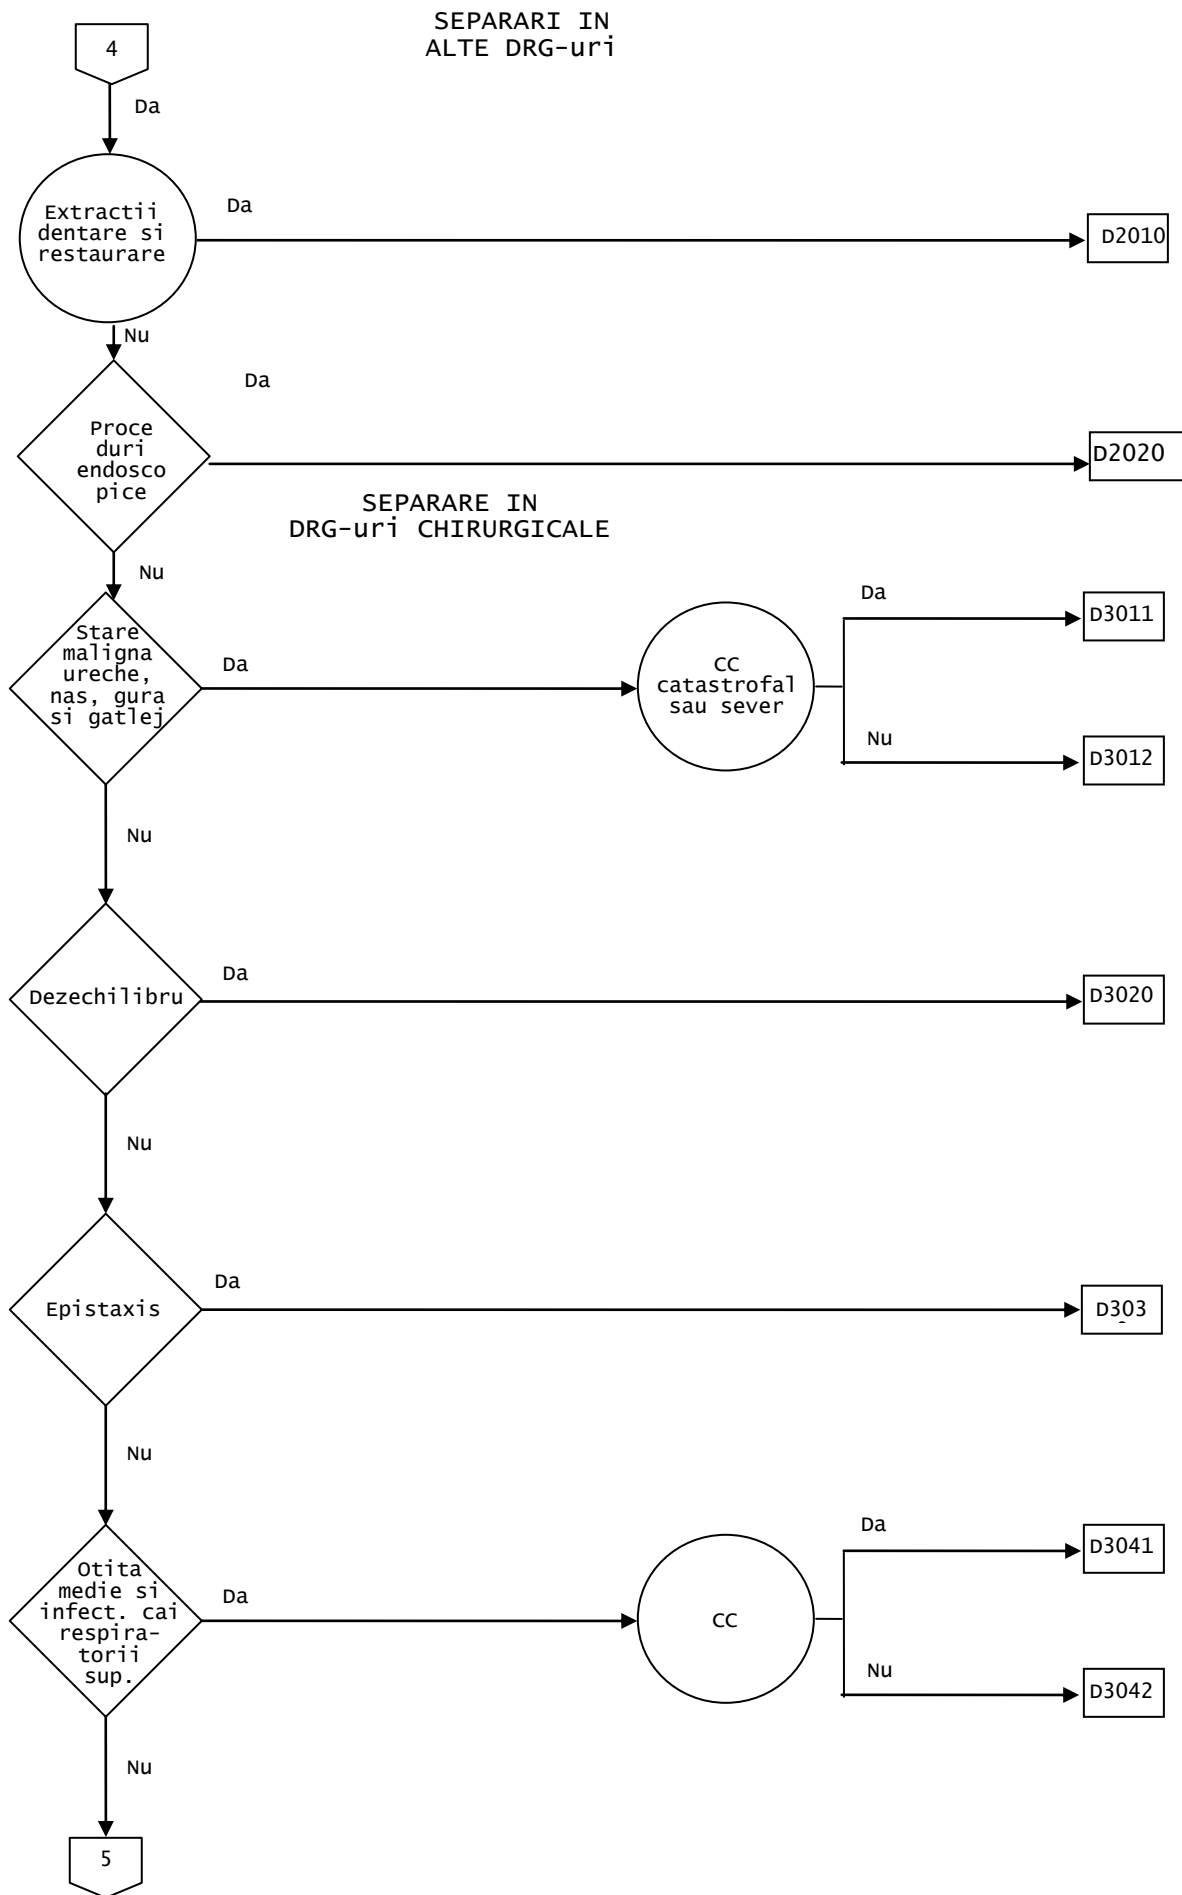 SEPARARI IN
ALTE DRG-uri
4
Da
Extractii
dentare si
restaurare
Da
D2010
Nu
Proce
duri
endosco
pice
Da
D2020
SEPARARE IN
DRG-uri CHIRURGICALE
Nu
Stare
maligna
ureche,
nas, gura
si gatlej
Da
CC
catastrofal
sau sever
Da
D3011
Nu
D3012
Nu
Dezechilibru
Da
D3020
Nu
Epistaxis
Da
D303
Nu
Otita
medie si
infect. cai
respira-
torii
sup.
Da
CC
Da
D3041
Nu
D3042
Nu
5